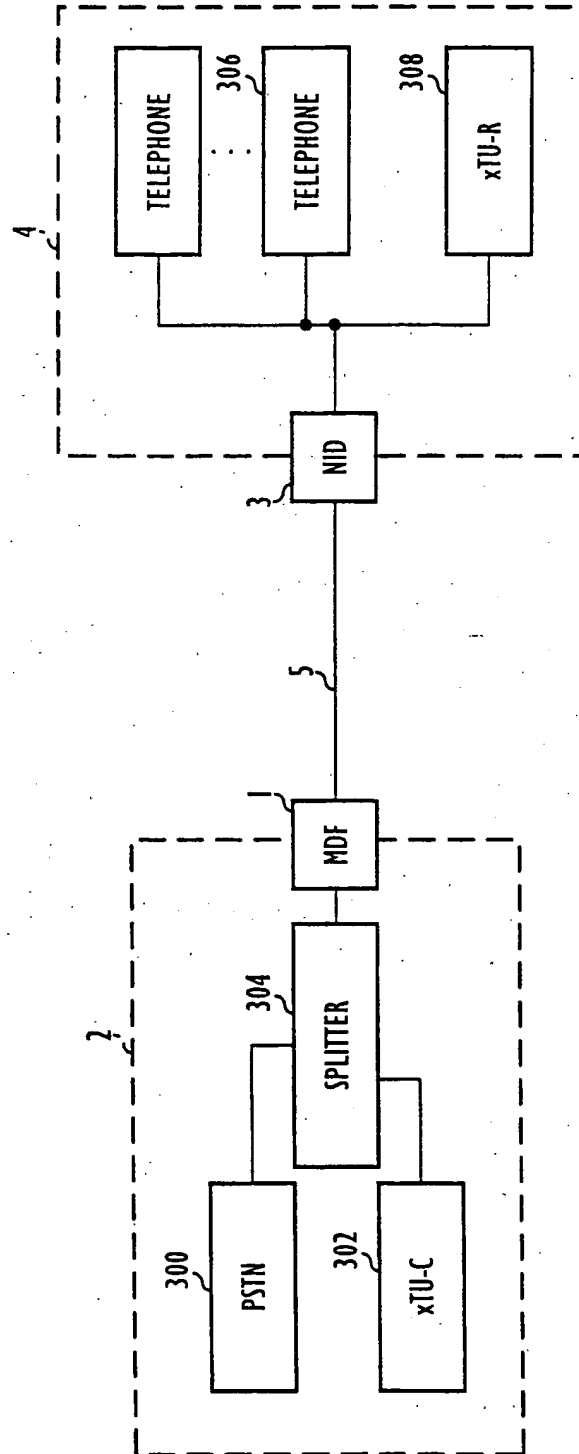 2
300
PSTN
302
xTU-C
304
SPLITTER
1
MDF
5
3
NID
4
TELEPHONE
306
TELEPHONE
308
xTU-R